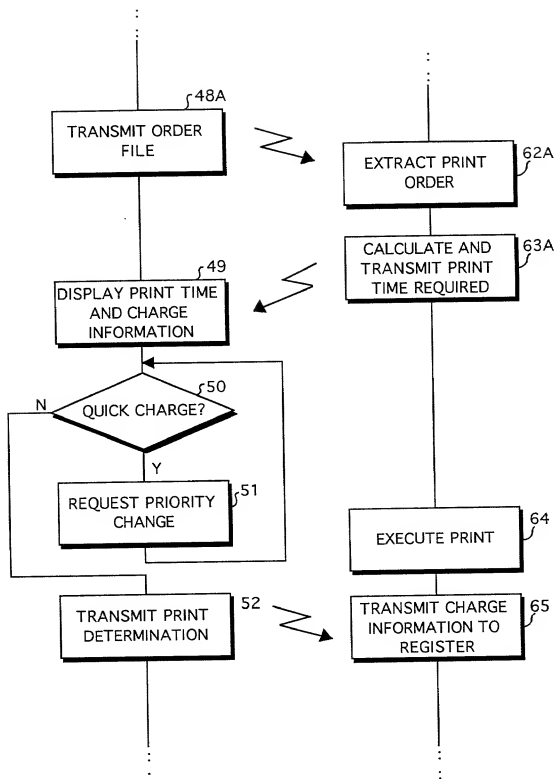 48A
TRANSMIT ORDER
FILE
62A
EXTRACT PRINT
ORDER
63A
CALCULATE AND
TRANSMIT PRINT
TIME REQUIRED
49
DISPLAY PRINT TIME
AND CHARGE
INFORMATION
50
N
QUICK CHARGE?
Y
51
REQUEST PRIORITY
CHANGE
64
EXECUTE PRINT
52
TRANSMIT PRINT
DETERMINATION
65
TRANSMIT CHARGE
INFORMATION TO
REGISTER